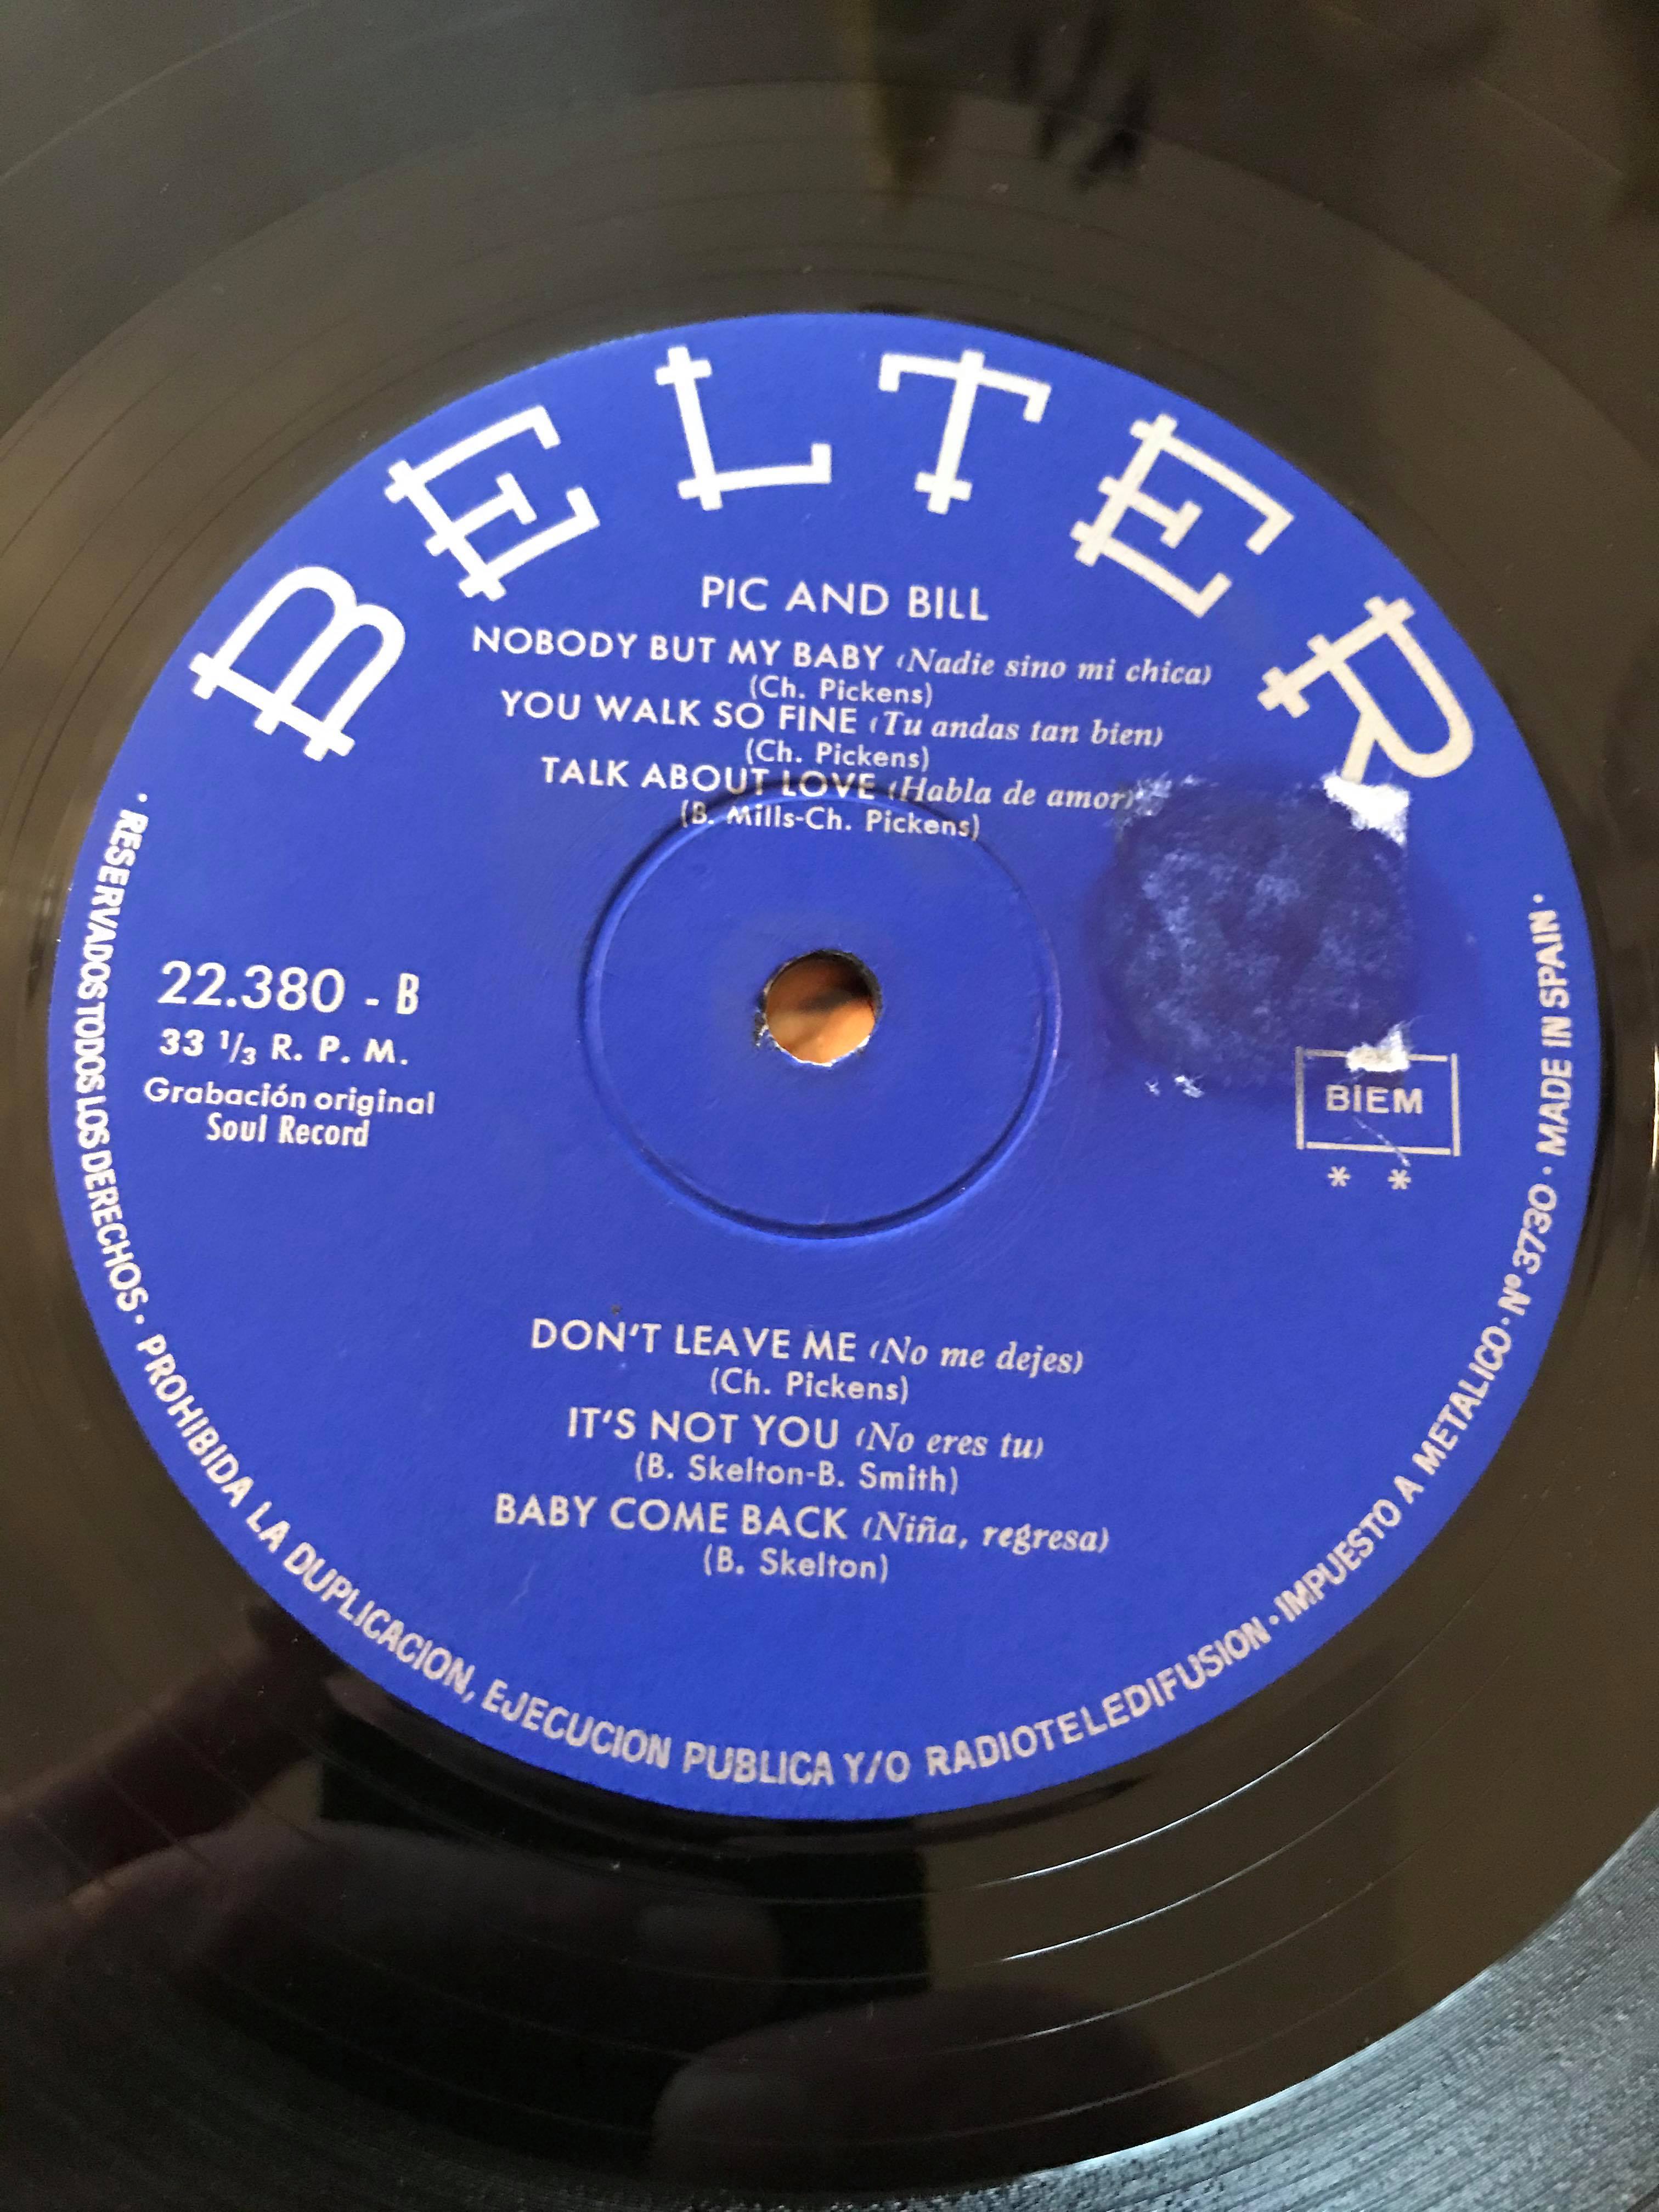 BELTER
PIC AND BILL
NOBODY BUT MY BABY (Nadie sino mi chica)
(Ch. Pickens)
YOU WALK SO FINE (Tu andas tan bien)
(Ch. Pickens)
TALK ABOUT LOVE (Habla de amor)
(B. Mills-Ch. Pickens)
22.380 - B
33 1/3 R. P. M.
Grabación original
Soul Record
BIEM
* *
DON'T LEAVE ME (No me dejes)
(Ch. Pickens)
IT'S NOT YOU (No eres tu)
(B. Skelton-B. Smith)
BABY COME BACK (Niña, regresa)
(B. Skelton)
· RESERVADOS TODOS LOS DERECHOS · PROHIBIDA LA DUPLICACION, EJECUCION PUBLICA Y/O RADIOTELEDIFUSION · IMPUESTO A METALICO · Nº 3730 · MADE IN SPAIN ·